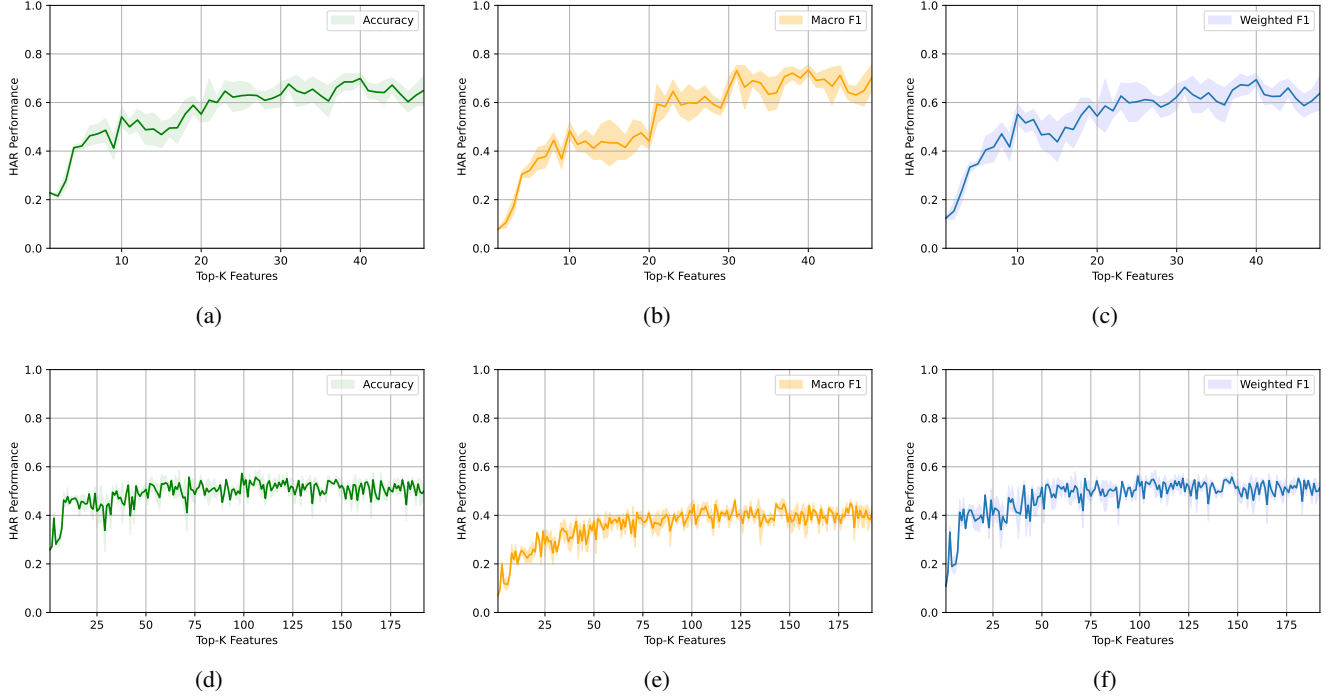 1.0
0.8
0.6
0.4
0.2
0.0
HAR Performance
Accuracy
10 20 30 40
Top-K Features
(a)
1.0
0.8
0.6
0.4
0.2
0.0
HAR Performance
Macro F1
10 20 30 40
Top-K Features
(b)
1.0
0.8
0.6
0.4
0.2
0.0
HAR Performance
Weighted F1
10 20 30 40
Top-K Features
(c)
1.0
0.8
0.6
0.4
0.2
0.0
HAR Performance
Accuracy
25 50 75 100 125 150 175
Top-K Features
(d)
1.0
0.8
0.6
0.4
0.2
0.0
HAR Performance
Macro F1
25 50 75 100 125 150 175
Top-K Features
(e)
1.0
0.8
0.6
0.4
0.2
0.0
HAR Performance
Weighted F1
25 50 75 100 125 150 175
Top-K Features
(f)